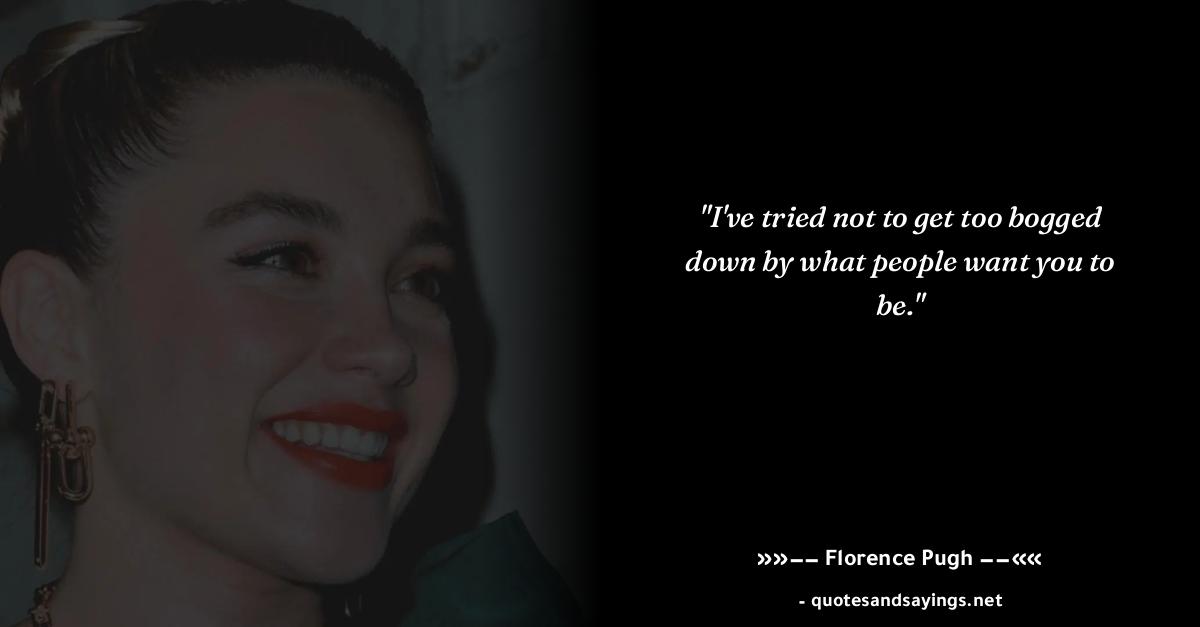 "I've tried not to get too bogged
down by what people want you to
be."
»»−− Florence Pugh −−««
- quotesandsayings.net